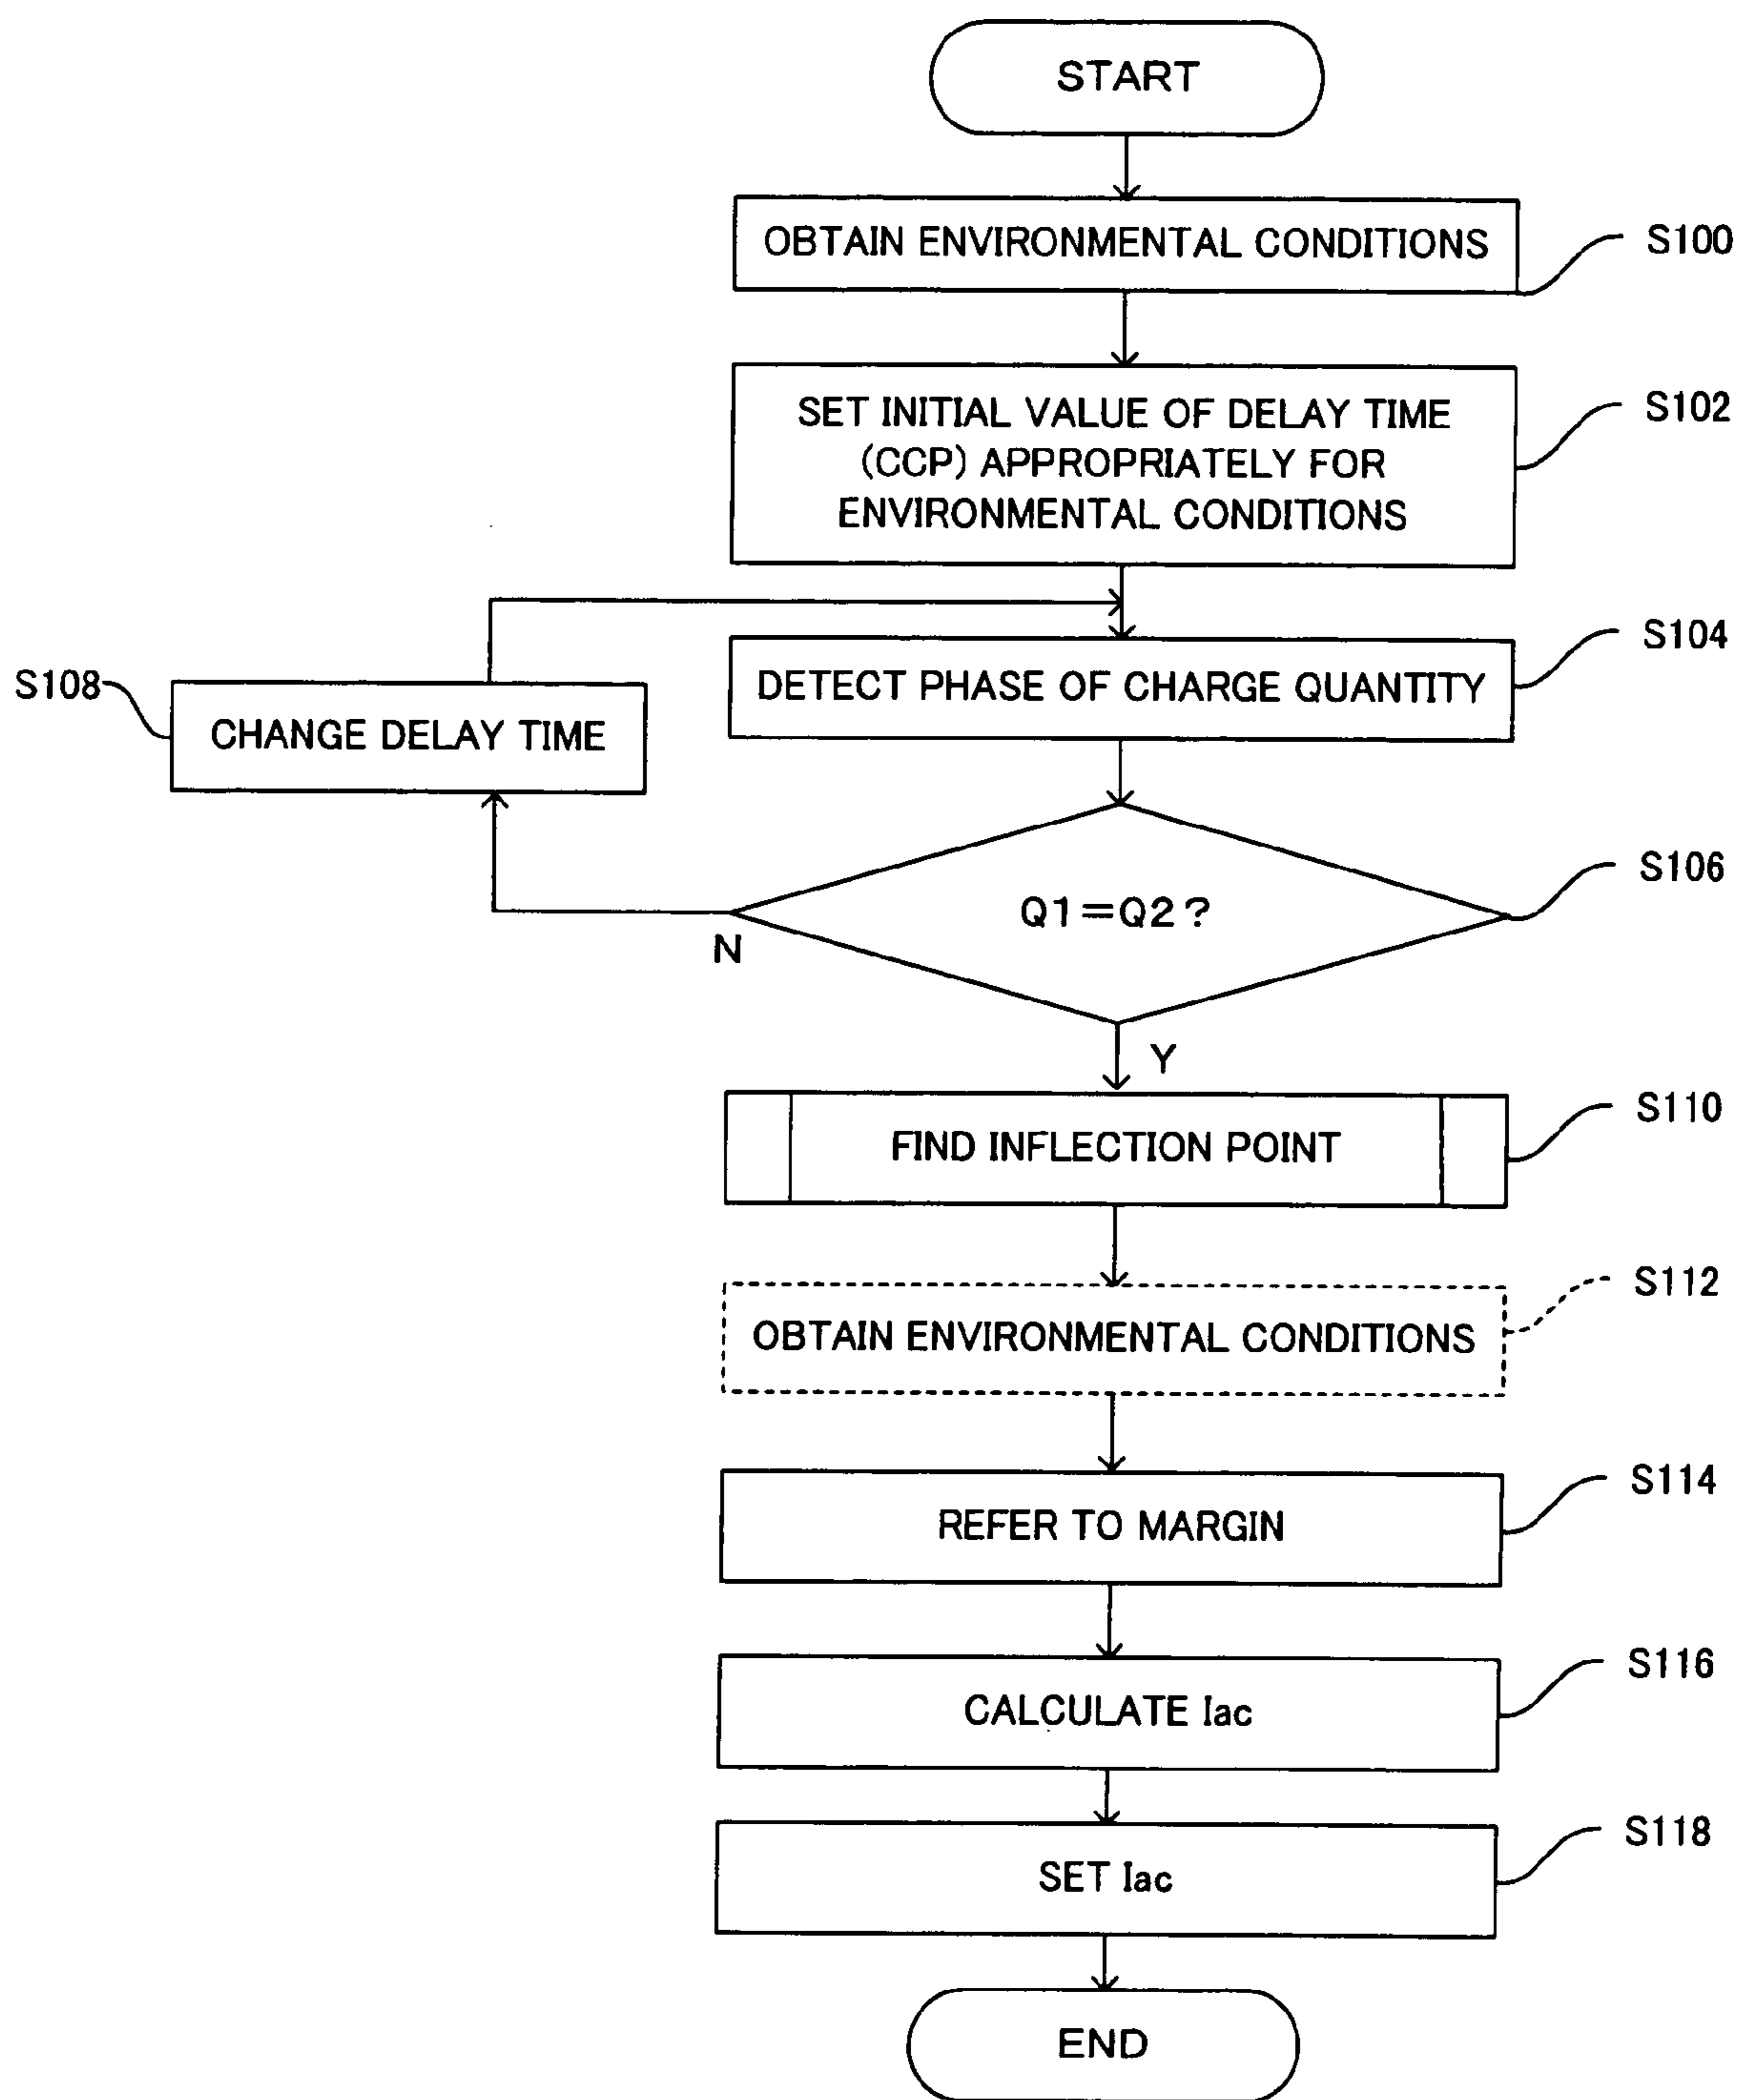 START
OBTAIN ENVIRONMENTAL CONDITIONS
S100
SET INITIAL VALUE OF DELAY TIME
(CCP) APPROPRIATELY FOR
ENVIRONMENTAL CONDITIONS
S102
DETECT PHASE OF CHARGE QUANTITY
S104
S108
CHANGE DELAY TIME
Q1=Q2?
S106
N
Y
FIND INFLECTION POINT
S110
OBTAIN ENVIRONMENTAL CONDITIONS
S112
REFER TO MARGIN
S114
CALCULATE Iac
S116
SET Iac
S118
END